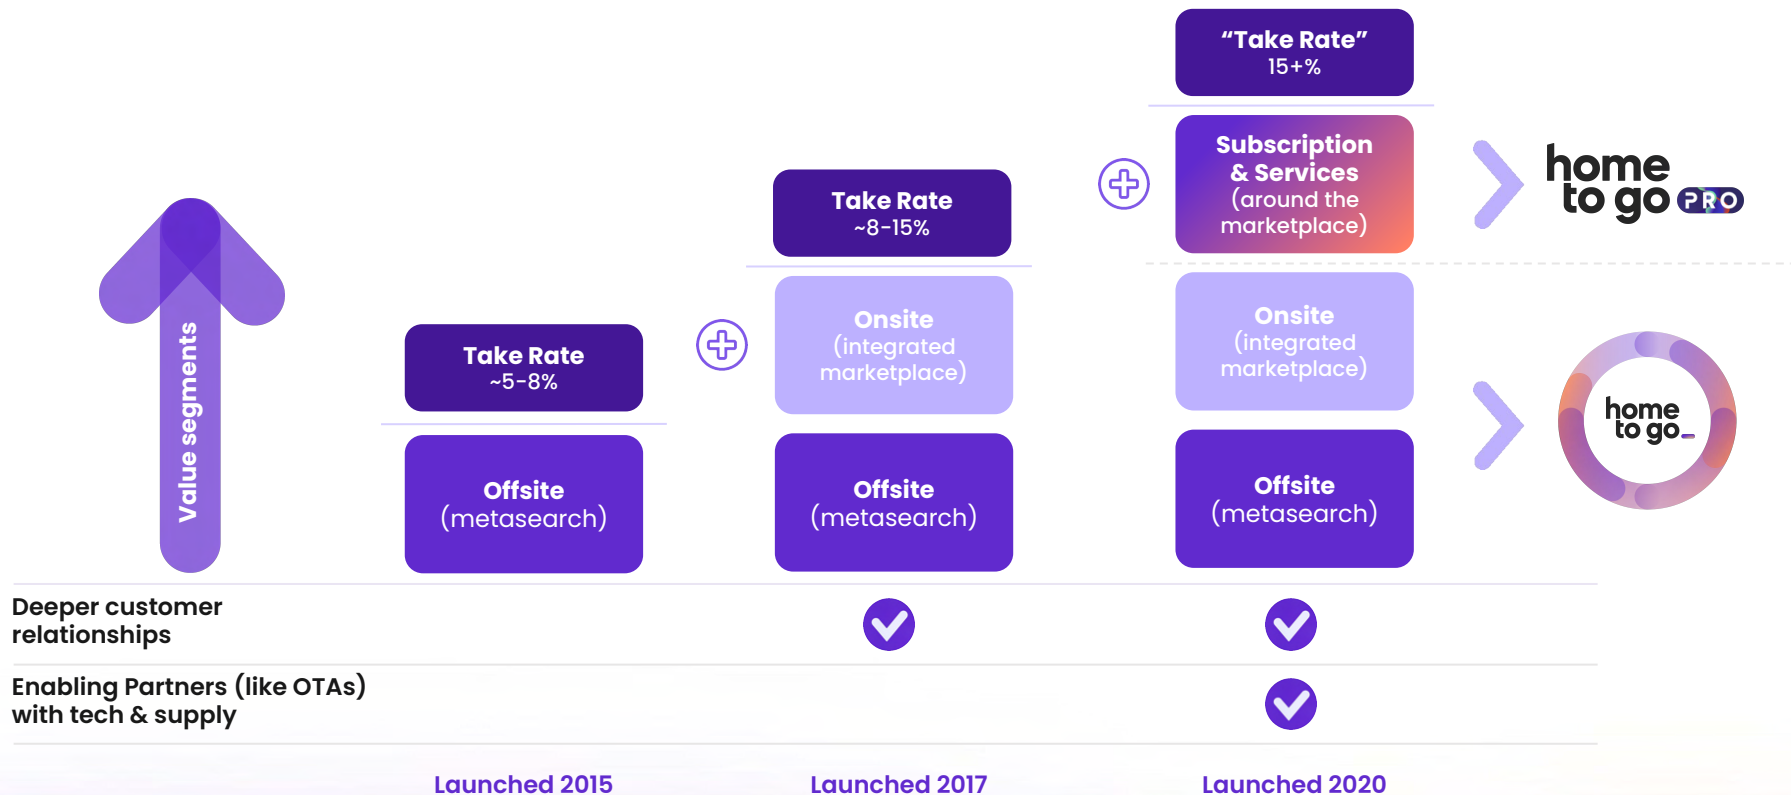 "Take Rate"
15+%
Subscription
& Services
(around the
marketplace)
home
to go PRO
Take Rate
~8-15%
Onsite
(integrated
marketplace)
Onsite
(integrated
marketplace)
Take Rate
~5-8%
Value segments
home
to go_
Offsite
(metasearch)
Offsite
(metasearch)
Offsite
(metasearch)
Deeper customer
relationships
Enabling Partners (like OTAs)
with tech & supply
Launched 2015
Launched 2017
Launched 2020